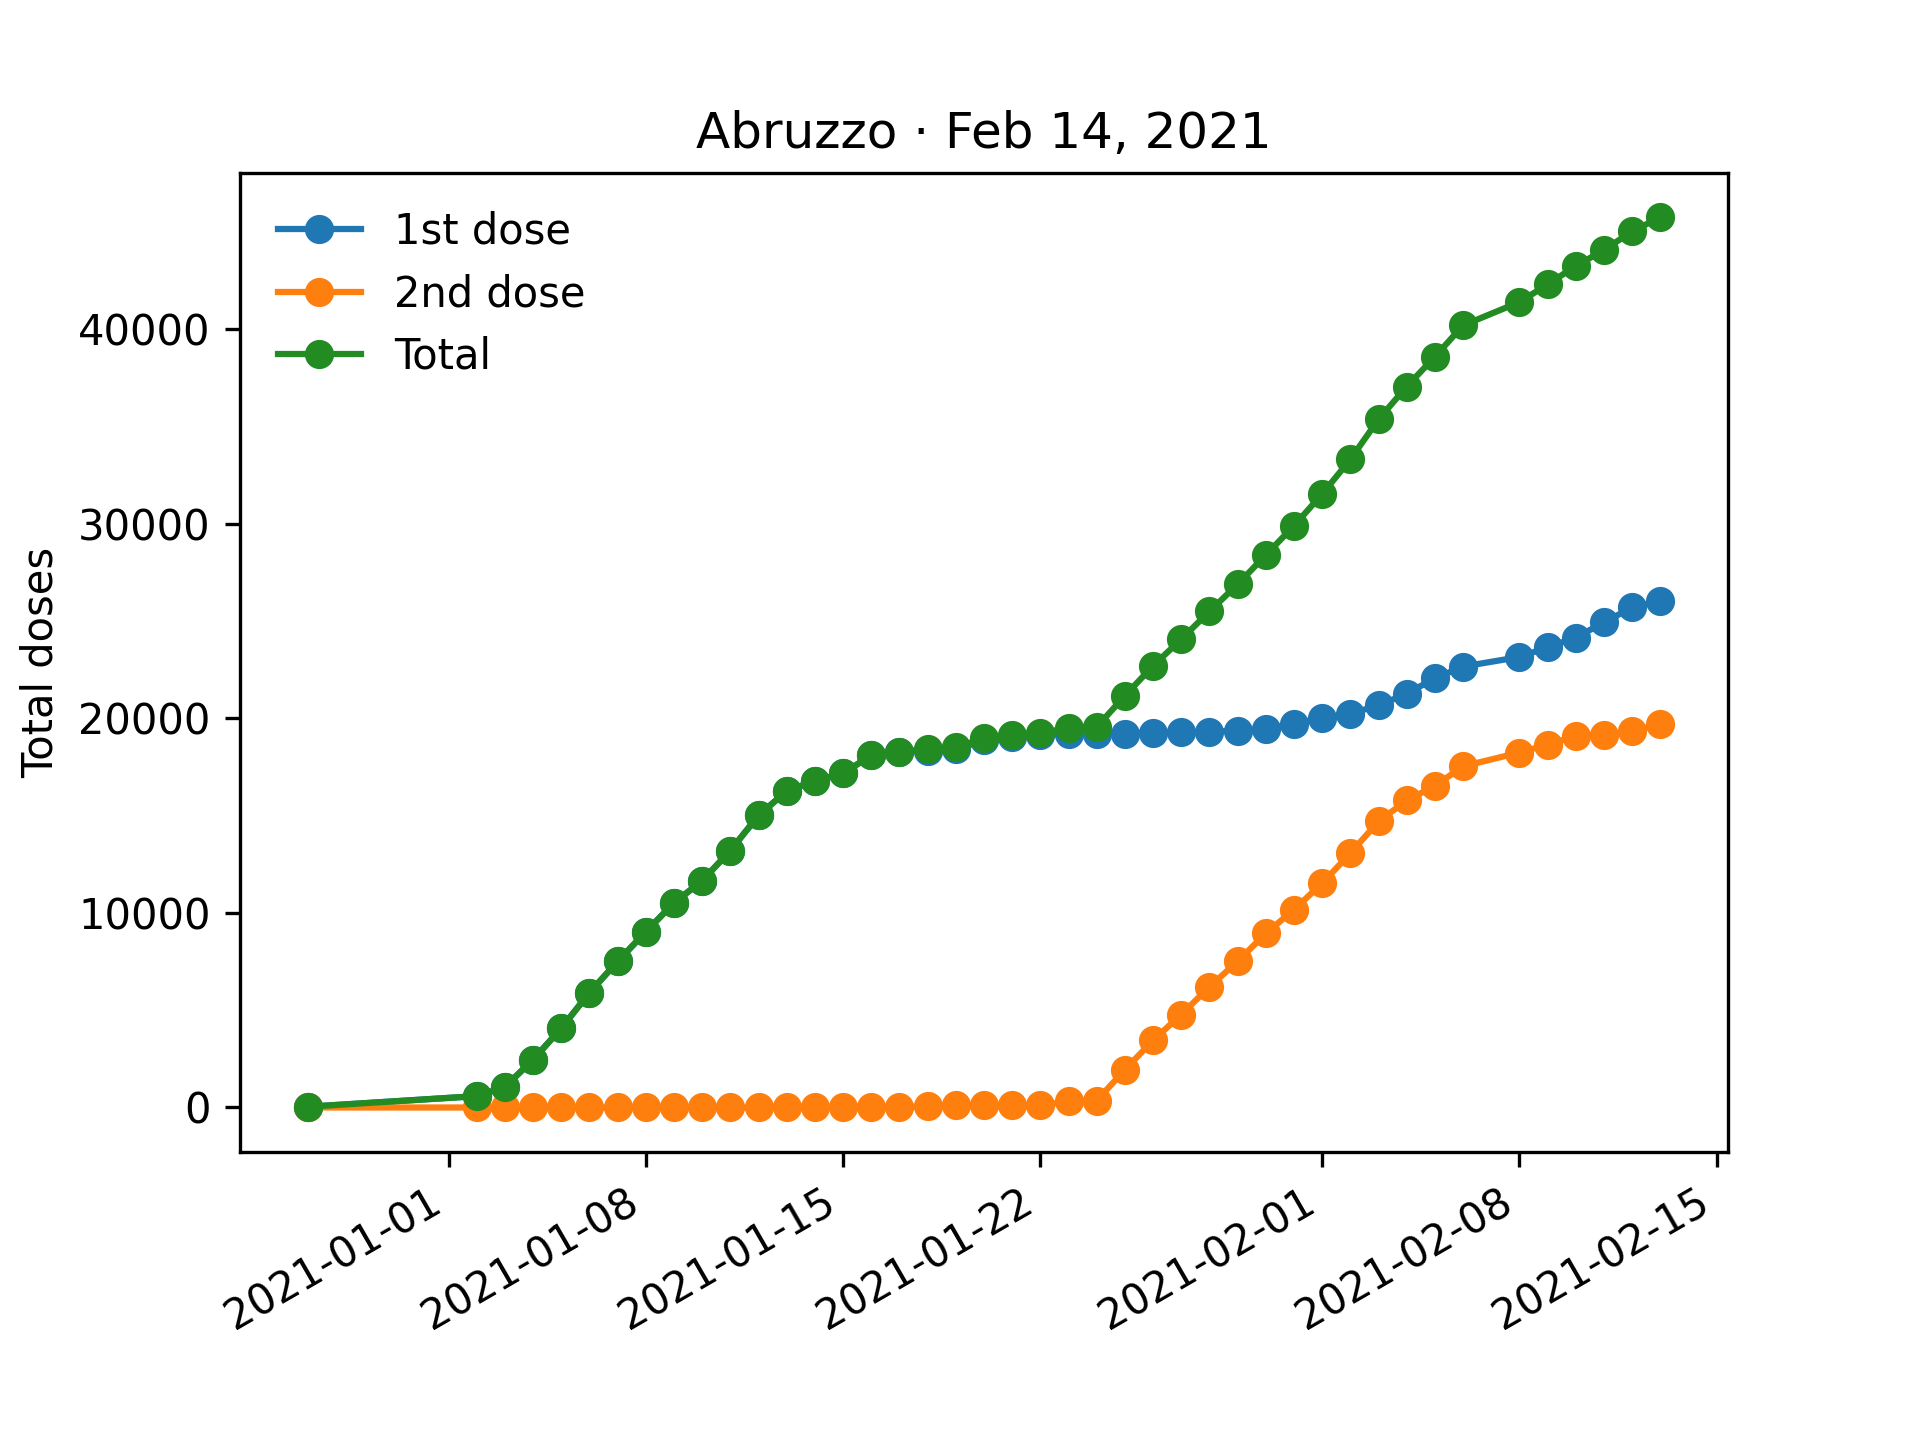 Abruzzo · Feb 14, 2021
1st dose
2nd dose
Total
Total doses
40000
30000
20000
10000
0
2021-01-01
2021-01-08
2021-01-15
2021-01-22
2021-02-01
2021-02-08
2021-02-15